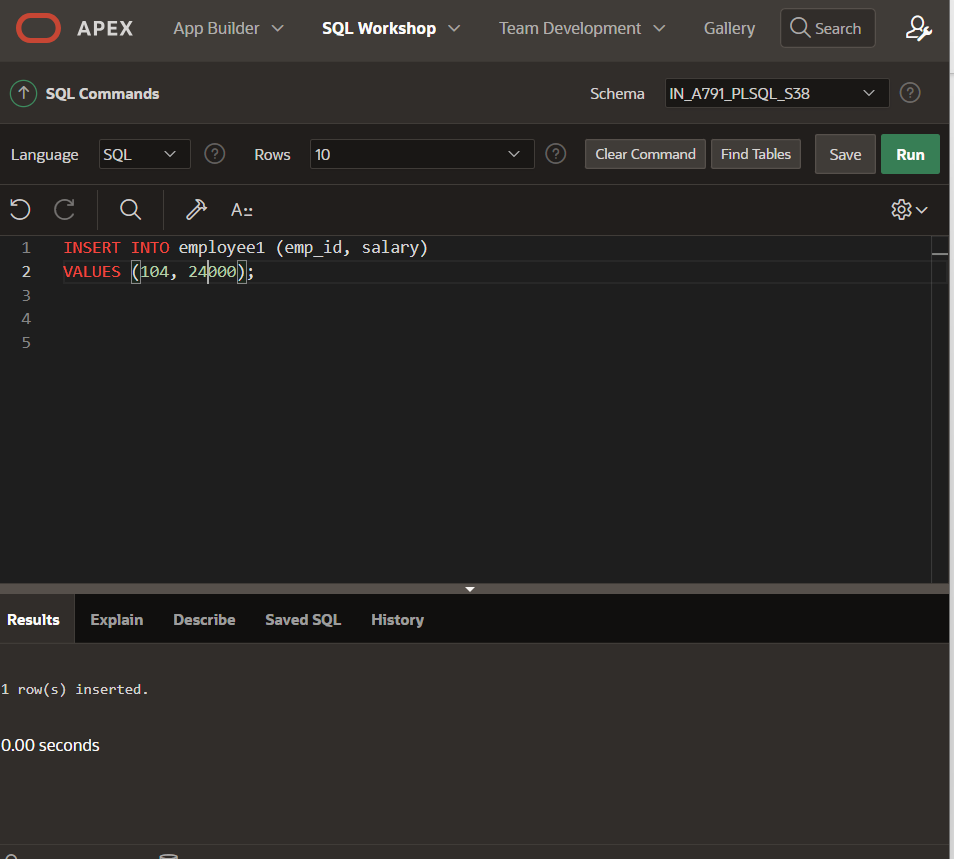 APEX App Builder SQL Workshop Team Development Gallery Search
SQL Commands Schema IN_A791_PLSQL_S38 ?
Language SQL ? Rows 10 ? Clear Command Find Tables Save Run
A::
1 INSERT INTO employee1 (emp_id, salary)
2 VALUES (104, 24000);
3
4
5
Results Explain Describe Saved SQL History
1 row(s) inserted.
0.00 seconds